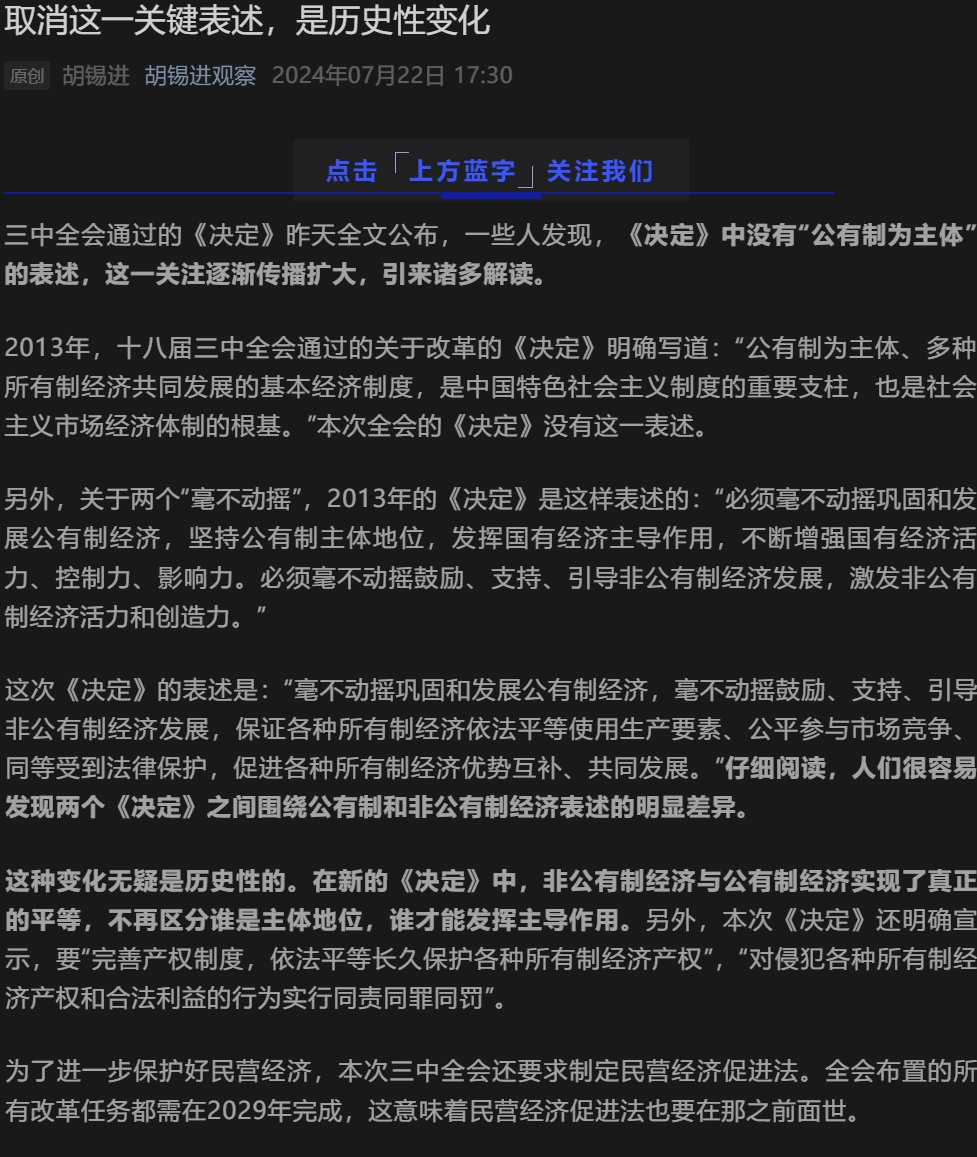 取消这一关键表述，是历史性变化
原创 胡锡进 胡锡进观察 2024年07月22日 17:30
点击「上方蓝字」关注我们
三中全会通过的《决定》昨天全文公布，一些人发现，《决定》中没有“公有制为主体”
的表述，这一关注逐渐传播扩大，引来诸多解读。
2013年，十八届三中全会通过的关于改革的《决定》明确写道：“公有制为主体、多种
所有制经济共同发展的基本经济制度，是中国特色社会主义制度的重要支柱，也是社会
主义市场经济体制的根基。”本次全会的《决定》没有这一表述。
另外，关于两个“毫不动摇”，2013年的《决定》是这样表述的：“必须毫不动摇巩固和发
展公有制经济，坚持公有制主体地位，发挥国有经济主导作用，不断增强国有经济活
力、控制力、影响力。必须毫不动摇鼓励、支持、引导非公有制经济发展，激发非公有
制经济活力和创造力。”
这次《决定》的表述是：“毫不动摇巩固和发展公有制经济，毫不动摇鼓励、支持、引导
非公有制经济发展，保证各种所有制经济依法平等使用生产要素、公平参与市场竞争、
同等受到法律保护，促进各种所有制经济优势互补、共同发展。”仔细阅读，人们很容易
发现两个《决定》之间围绕公有制和非公有制经济表述的明显差异。
这种变化无疑是历史性的。在新的《决定》中，非公有制经济与公有制经济实现了真正
的平等，不再区分谁是主体地位，谁才能发挥主导作用。另外，本次《决定》还明确宣
示，要“完善产权制度，依法平等长久保护各种所有制经济产权”，“对侵犯各种所有制经
济产权和合法利益的行为实行同责同罪同罚”。
为了进一步保护好民营经济，本次三中全会还要求制定民营经济促进法。全会布置的所
有改革任务都需在2029年完成，这意味着民营经济促进法也要在那之前面世。